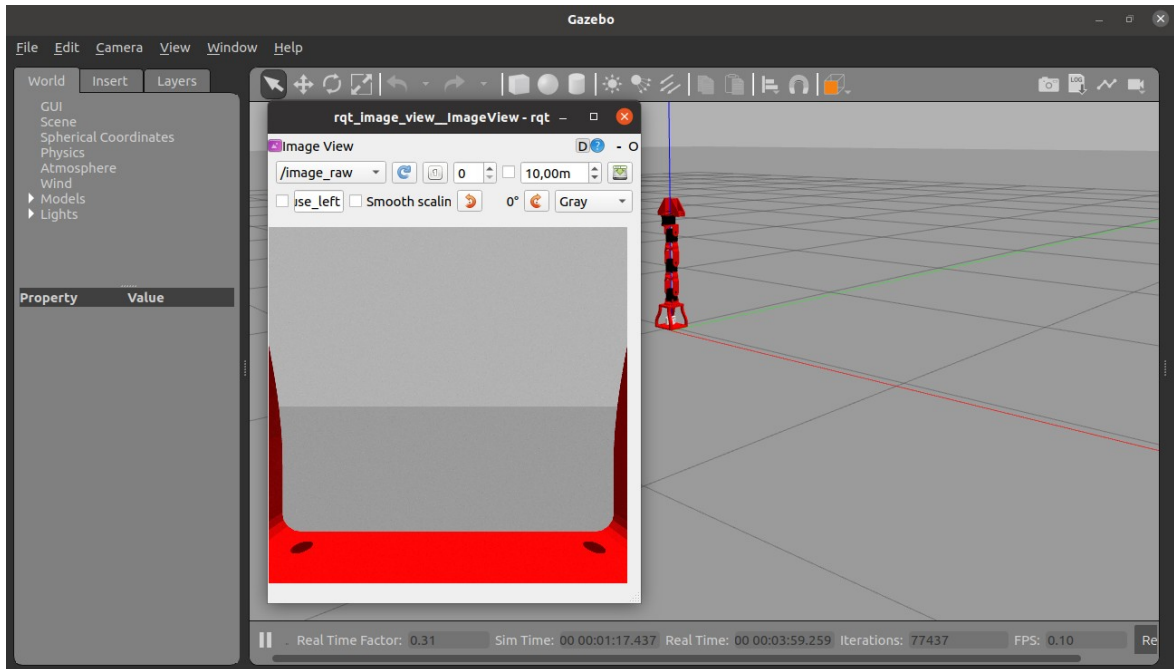 Gazebo
File Edit Camera View Window Help
World Insert Layers
GUI
Scene
Spherical Coordinates
Physics
Atmosphere
Wind
Models
Lights
Property Value
LOG
rqt_image_view__ImageView - rqt
Image View D - O
/image_raw 0 10,00m
use_left Smooth scalin 0° Gray
Real Time Factor: 0.31 Sim Time: 00 00:01:17.437 Real Time: 00 00:03:59.259 Iterations: 77437 FPS: 0.10 Re